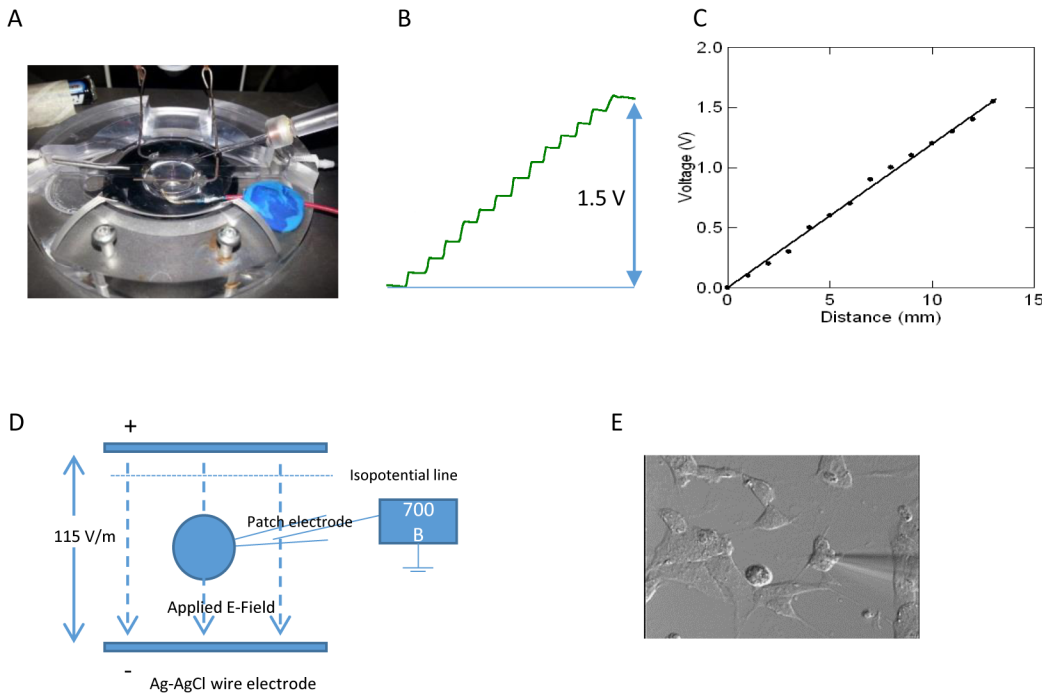 A
B
C
1.5 V
2.0
1.5
1.0
0.5
0.0
Voltage (V)
0
5
10
15
Distance (mm)
D
E
+
Isopotential line
700
B
Patch electrode
115 V/m
Applied E-Field
-
Ag-AgCl wire electrode